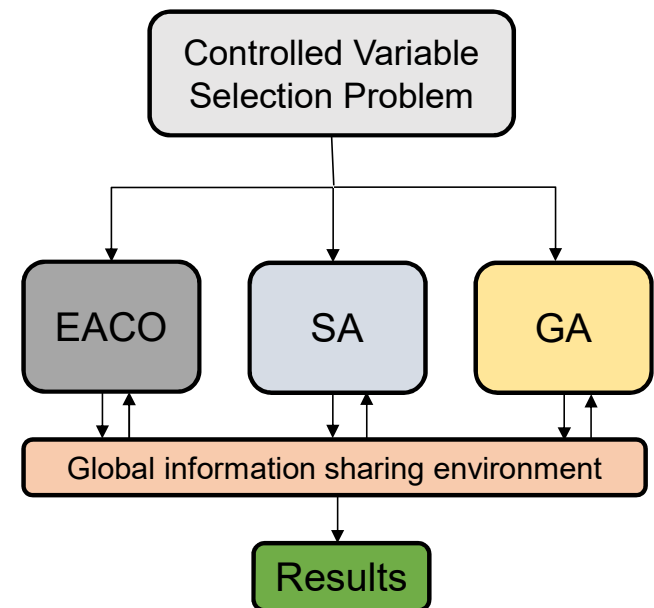 Controlled Variable
Selection Problem
EACO
SA
GA
Global information sharing environment
Results